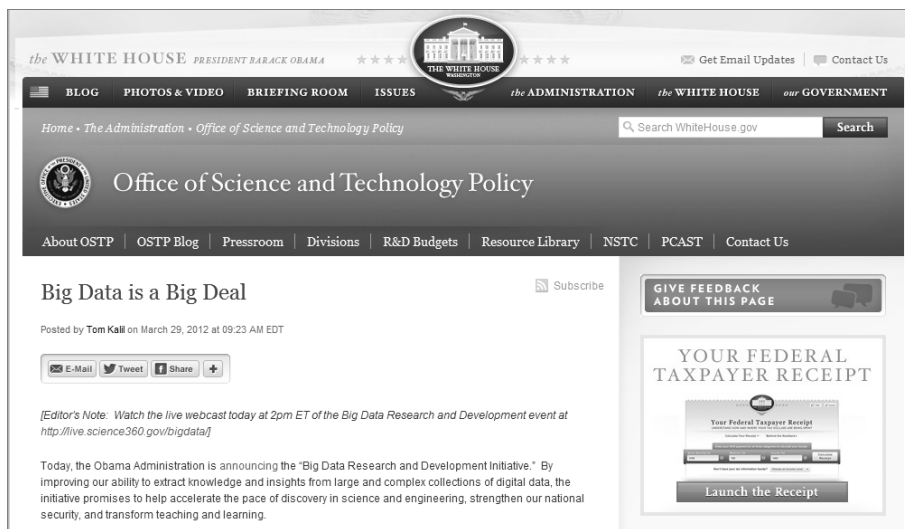 the WHITE HOUSE PRESIDENT BARACK OBAMA
THE WHITE HOUSE
WASHINGTON
Get Email Updates
Contact Us
BLOG PHOTOS & VIDEO BRIEFING ROOM ISSUES the ADMINISTRATION the WHITE HOUSE our GOVERNMENT
Home • The Administration • Office of Science and Technology Policy
Search WhiteHouse.gov
Search
Office of Science and Technology Policy
About OSTP OSTP Blog Pressroom Divisions R&D Budgets Resource Library NSTC PCAST Contact Us
Big Data is a Big Deal
Subscribe
Posted by Tom Kalil on March 29, 2012 at 09:23 AM EDT
E-Mail Tweet Share +
[Editor's Note: Watch the live webcast today at 2pm ET of the Big Data Research and Development event at
http://live.science360.gov/bigdata/]
Today, the Obama Administration is announcing the “Big Data Research and Development Initiative.” By
improving our ability to extract knowledge and insights from large and complex collections of digital data, the
initiative promises to help accelerate the pace of discovery in science and engineering, strengthen our national
security, and transform teaching and learning.
GIVE FEEDBACK
ABOUT THIS PAGE
YOUR FEDERAL
TAXPAYER RECEIPT
Your Federal Taxpayer Receipt
Launch the Receipt